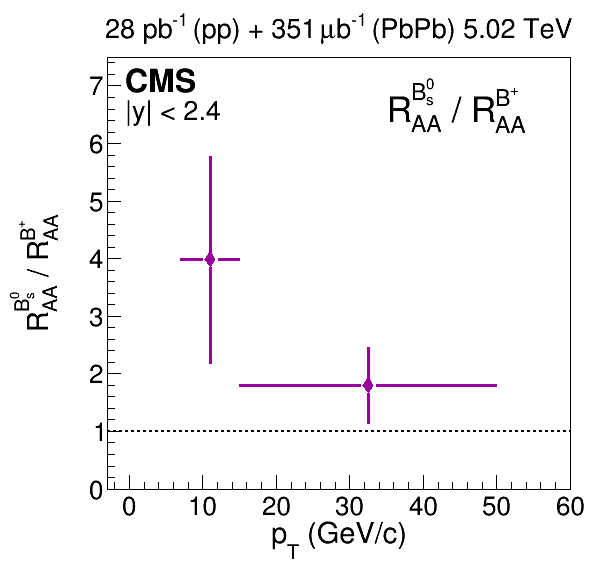 28 pb⁻¹ (pp) + 351 μb⁻¹ (PbPb) 5.02 TeV
CMS
|y| < 2.4
R_AA^{B_s^0} / R_AA^{B^+}
R_AA^{B_s^0} / R_AA^{B^+}
7
6
5
4
3
2
1
0
0 10 20 30 40 50 60
p_T (GeV/c)